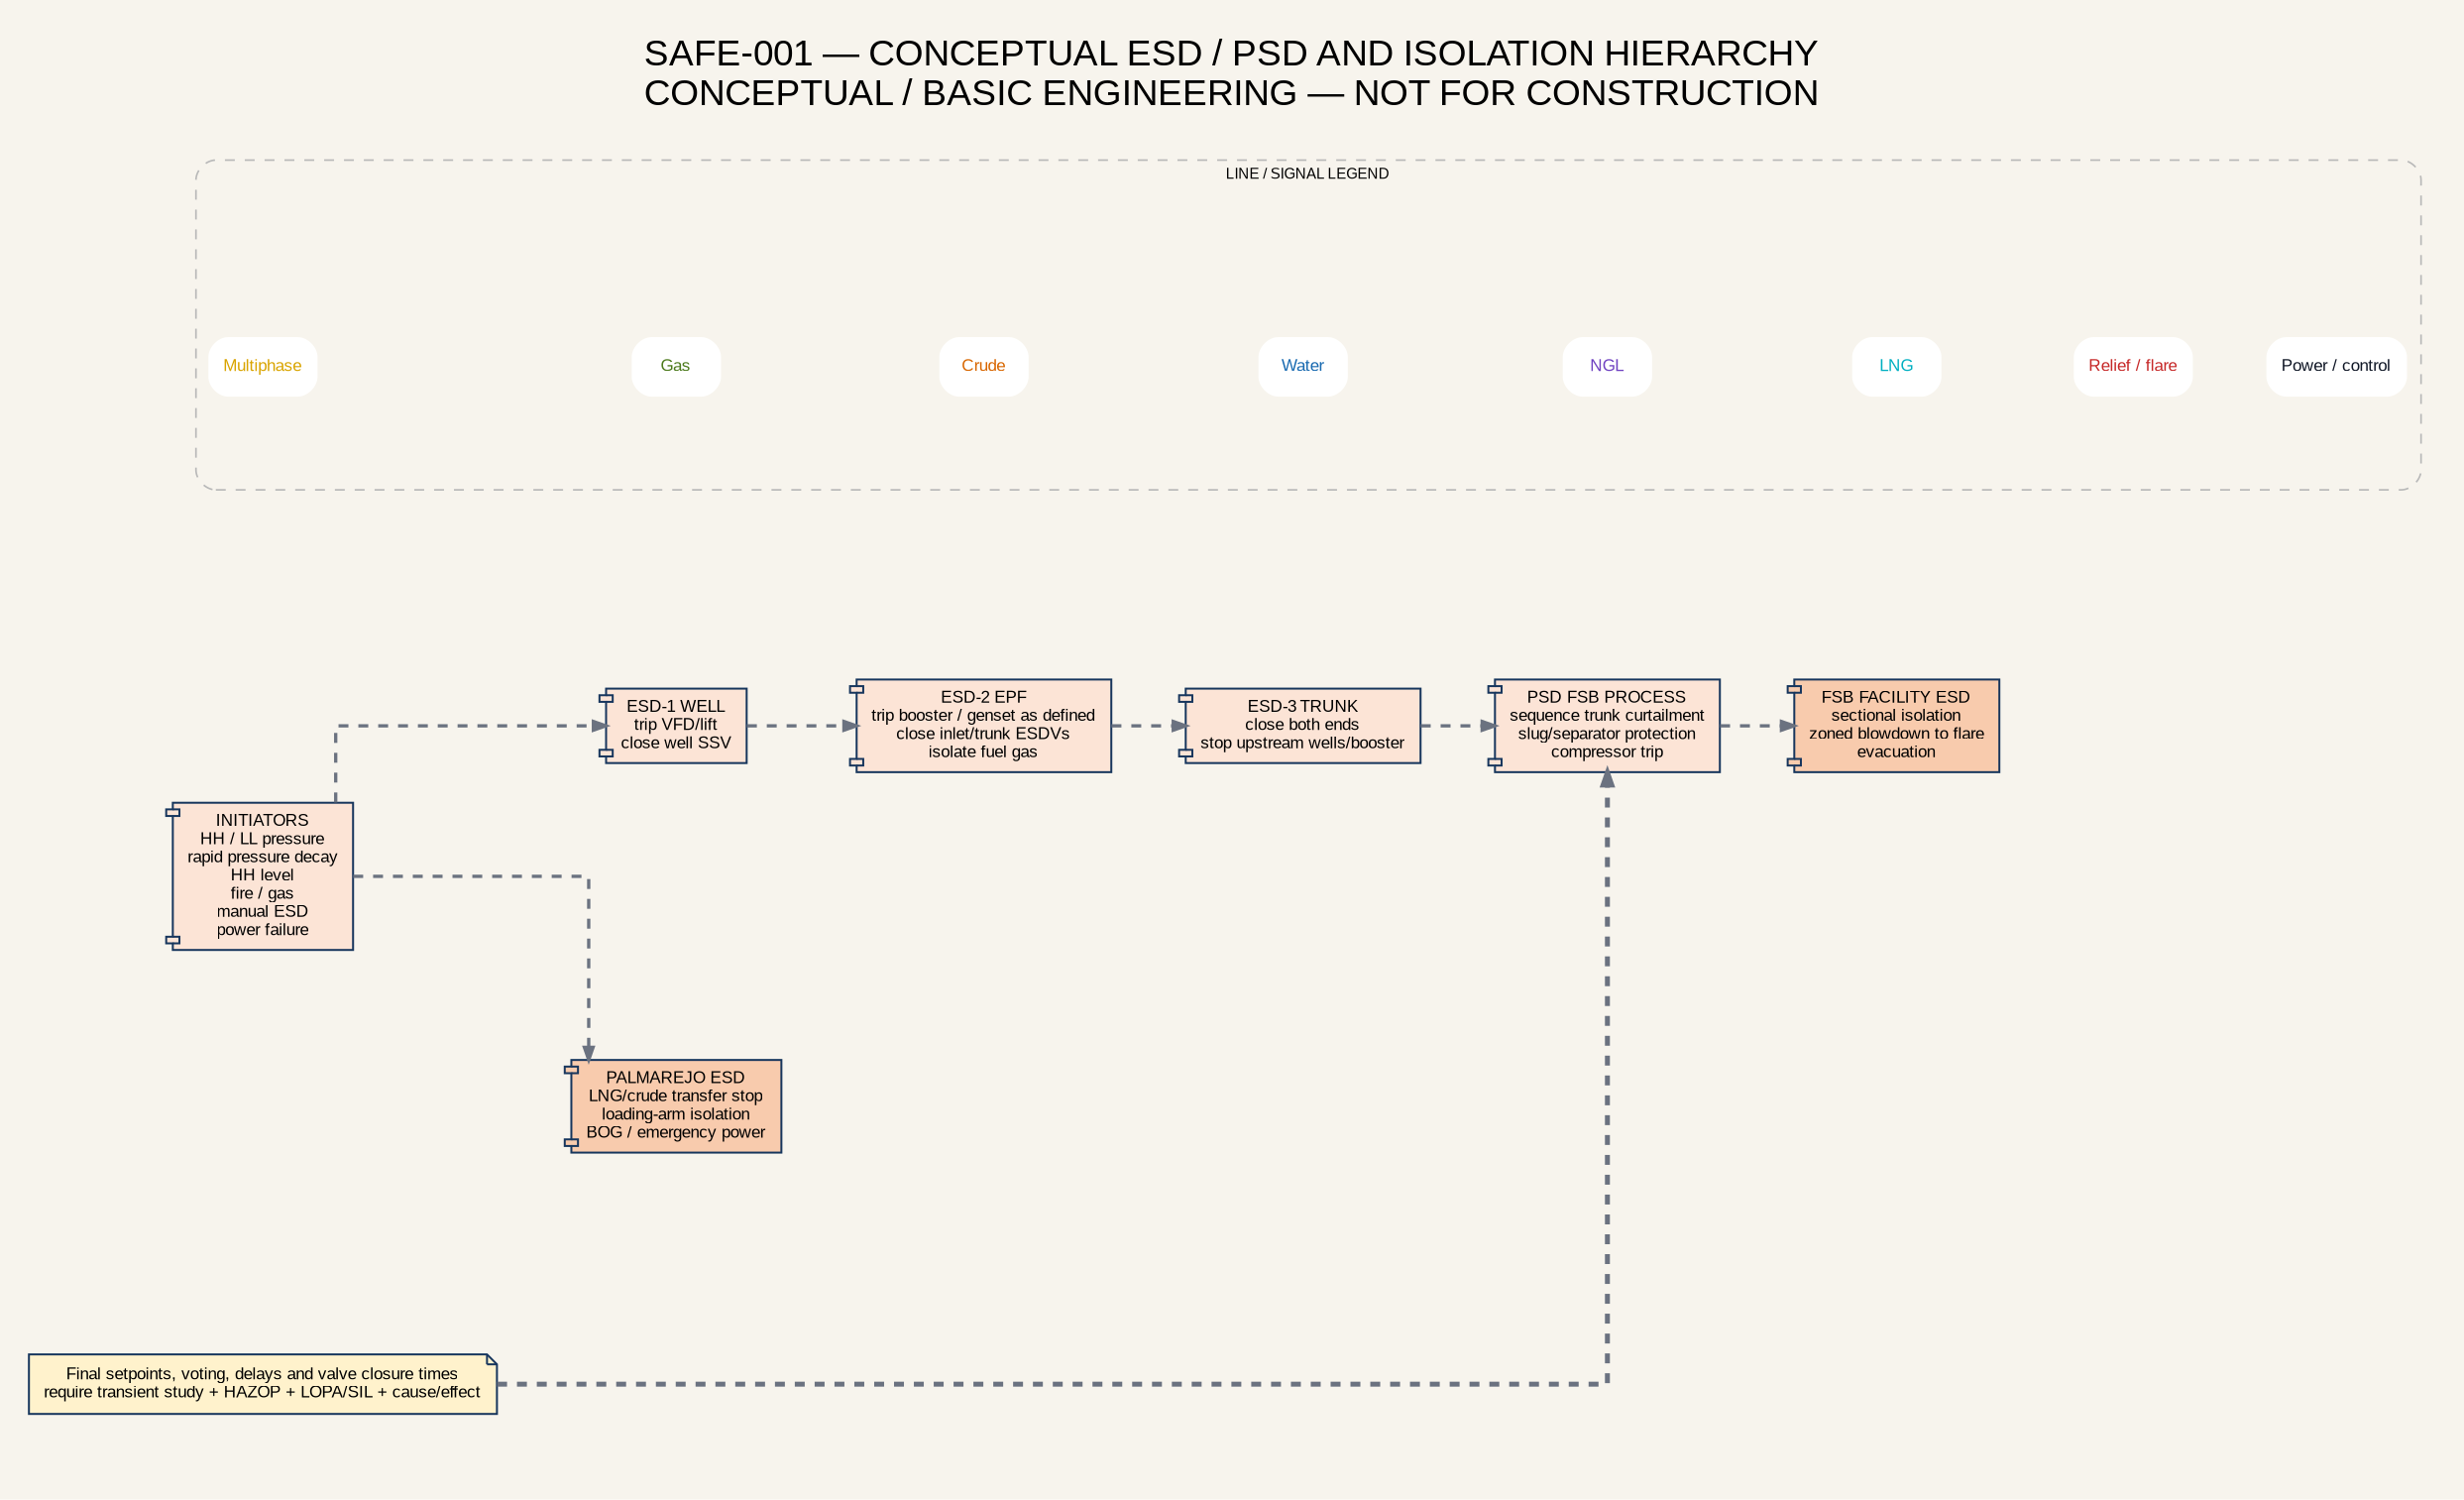 SAFE-001 — CONCEPTUAL ESD / PSD AND ISOLATION HIERARCHY
CONCEPTUAL / BASIC ENGINEERING — NOT FOR CONSTRUCTION
LINE / SIGNAL LEGEND
Multiphase
Gas
Crude
Water
NGL
LNG
Relief / flare
Power / control
INITIATORS
HH / LL pressure
rapid pressure decay
HH level
fire / gas
manual ESD
power failure
ESD-1 WELL
trip VFD/lift
close well SSV
ESD-2 EPF
trip booster / genset as defined
close inlet/trunk ESDVs
isolate fuel gas
ESD-3 TRUNK
close both ends
stop upstream wells/booster
PSD FSB PROCESS
sequence trunk curtailment
slug/separator protection
compressor trip
FSB FACILITY ESD
sectional isolation
zoned blowdown to flare
evacuation
PALMAREJO ESD
LNG/crude transfer stop
loading-arm isolation
BOG / emergency power
Final setpoints, voting, delays and valve closure times
require transient study + HAZOP + LOPA/SIL + cause/effect